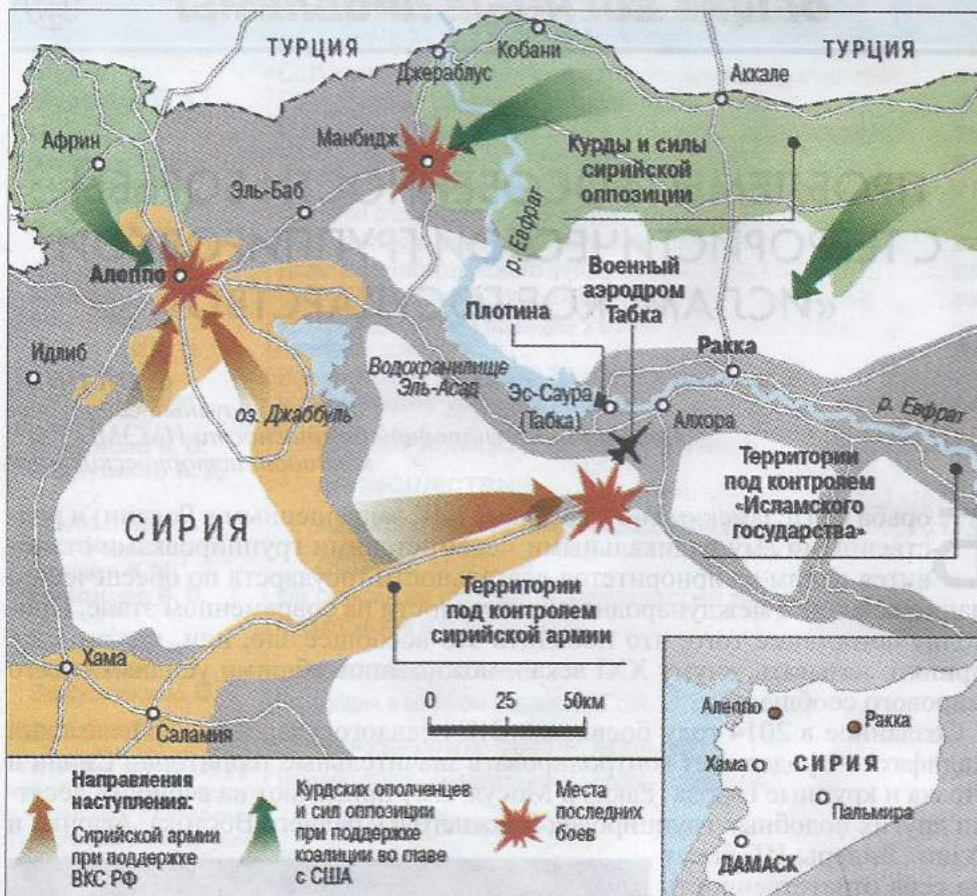 ТУРЦИЯ
Кобани
ТУРЦИЯ
Джераблус
Аккале
Африн
Манбидж
Курды и силы
сирийской
оппозиции
Эль-Баб
р. Евфрат
Алеппо
Военный
аэродром
Табка
Плотина
Идлиб
Водохранилище
Эль-Асад
Ракка
оз. Джаббуль
Эс-Саура
(Табка)
Алхора
р. Евфрат
СИРИЯ
Территории
под контролем
«Исламского
государства»
Территории
под контролем
сирийской армии
Хама
Саламия
0 25 50км
Направления
наступления:
Сирийской армии
при поддержке
ВКС РФ
Курдских ополченцев
и сил оппозиции
при поддержке
коалиции во главе
с США
Места
последних
боев
Алеппо
Ракка
Хама
СИРИЯ
Пальмира
ДАМАСК